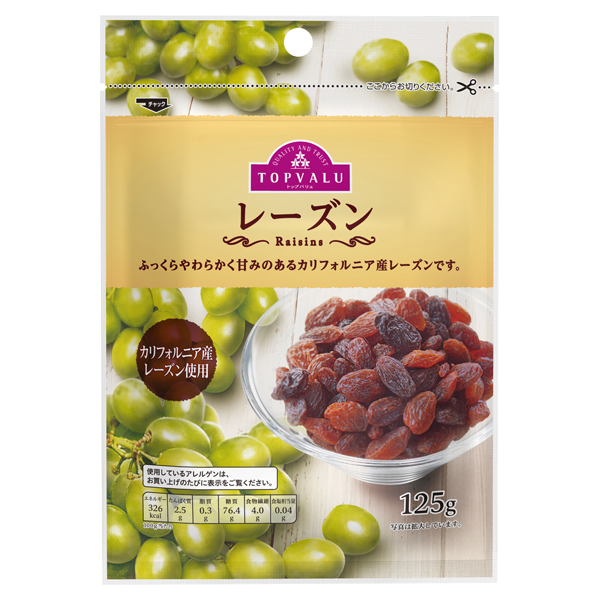 ここからお切りください。
チャック
QUALITY AND TRUST
TOPVALU
トップバリュ
レーズン
Raisins
ふっくらやわらかく甘みのあるカリフォルニア産レーズンです。
カリフォルニア産
レーズン使用
使用しているアレルゲンは、
お買い上げのたびに表示をご覧ください。
エネルギー たんぱく質 脂質 糖質 食物繊維 食塩相当量
326 kcal 2.5 g 0.3 g 76.4 g 4.0 g 0.04 g
100g当たり
125g
写真は拡大しています。